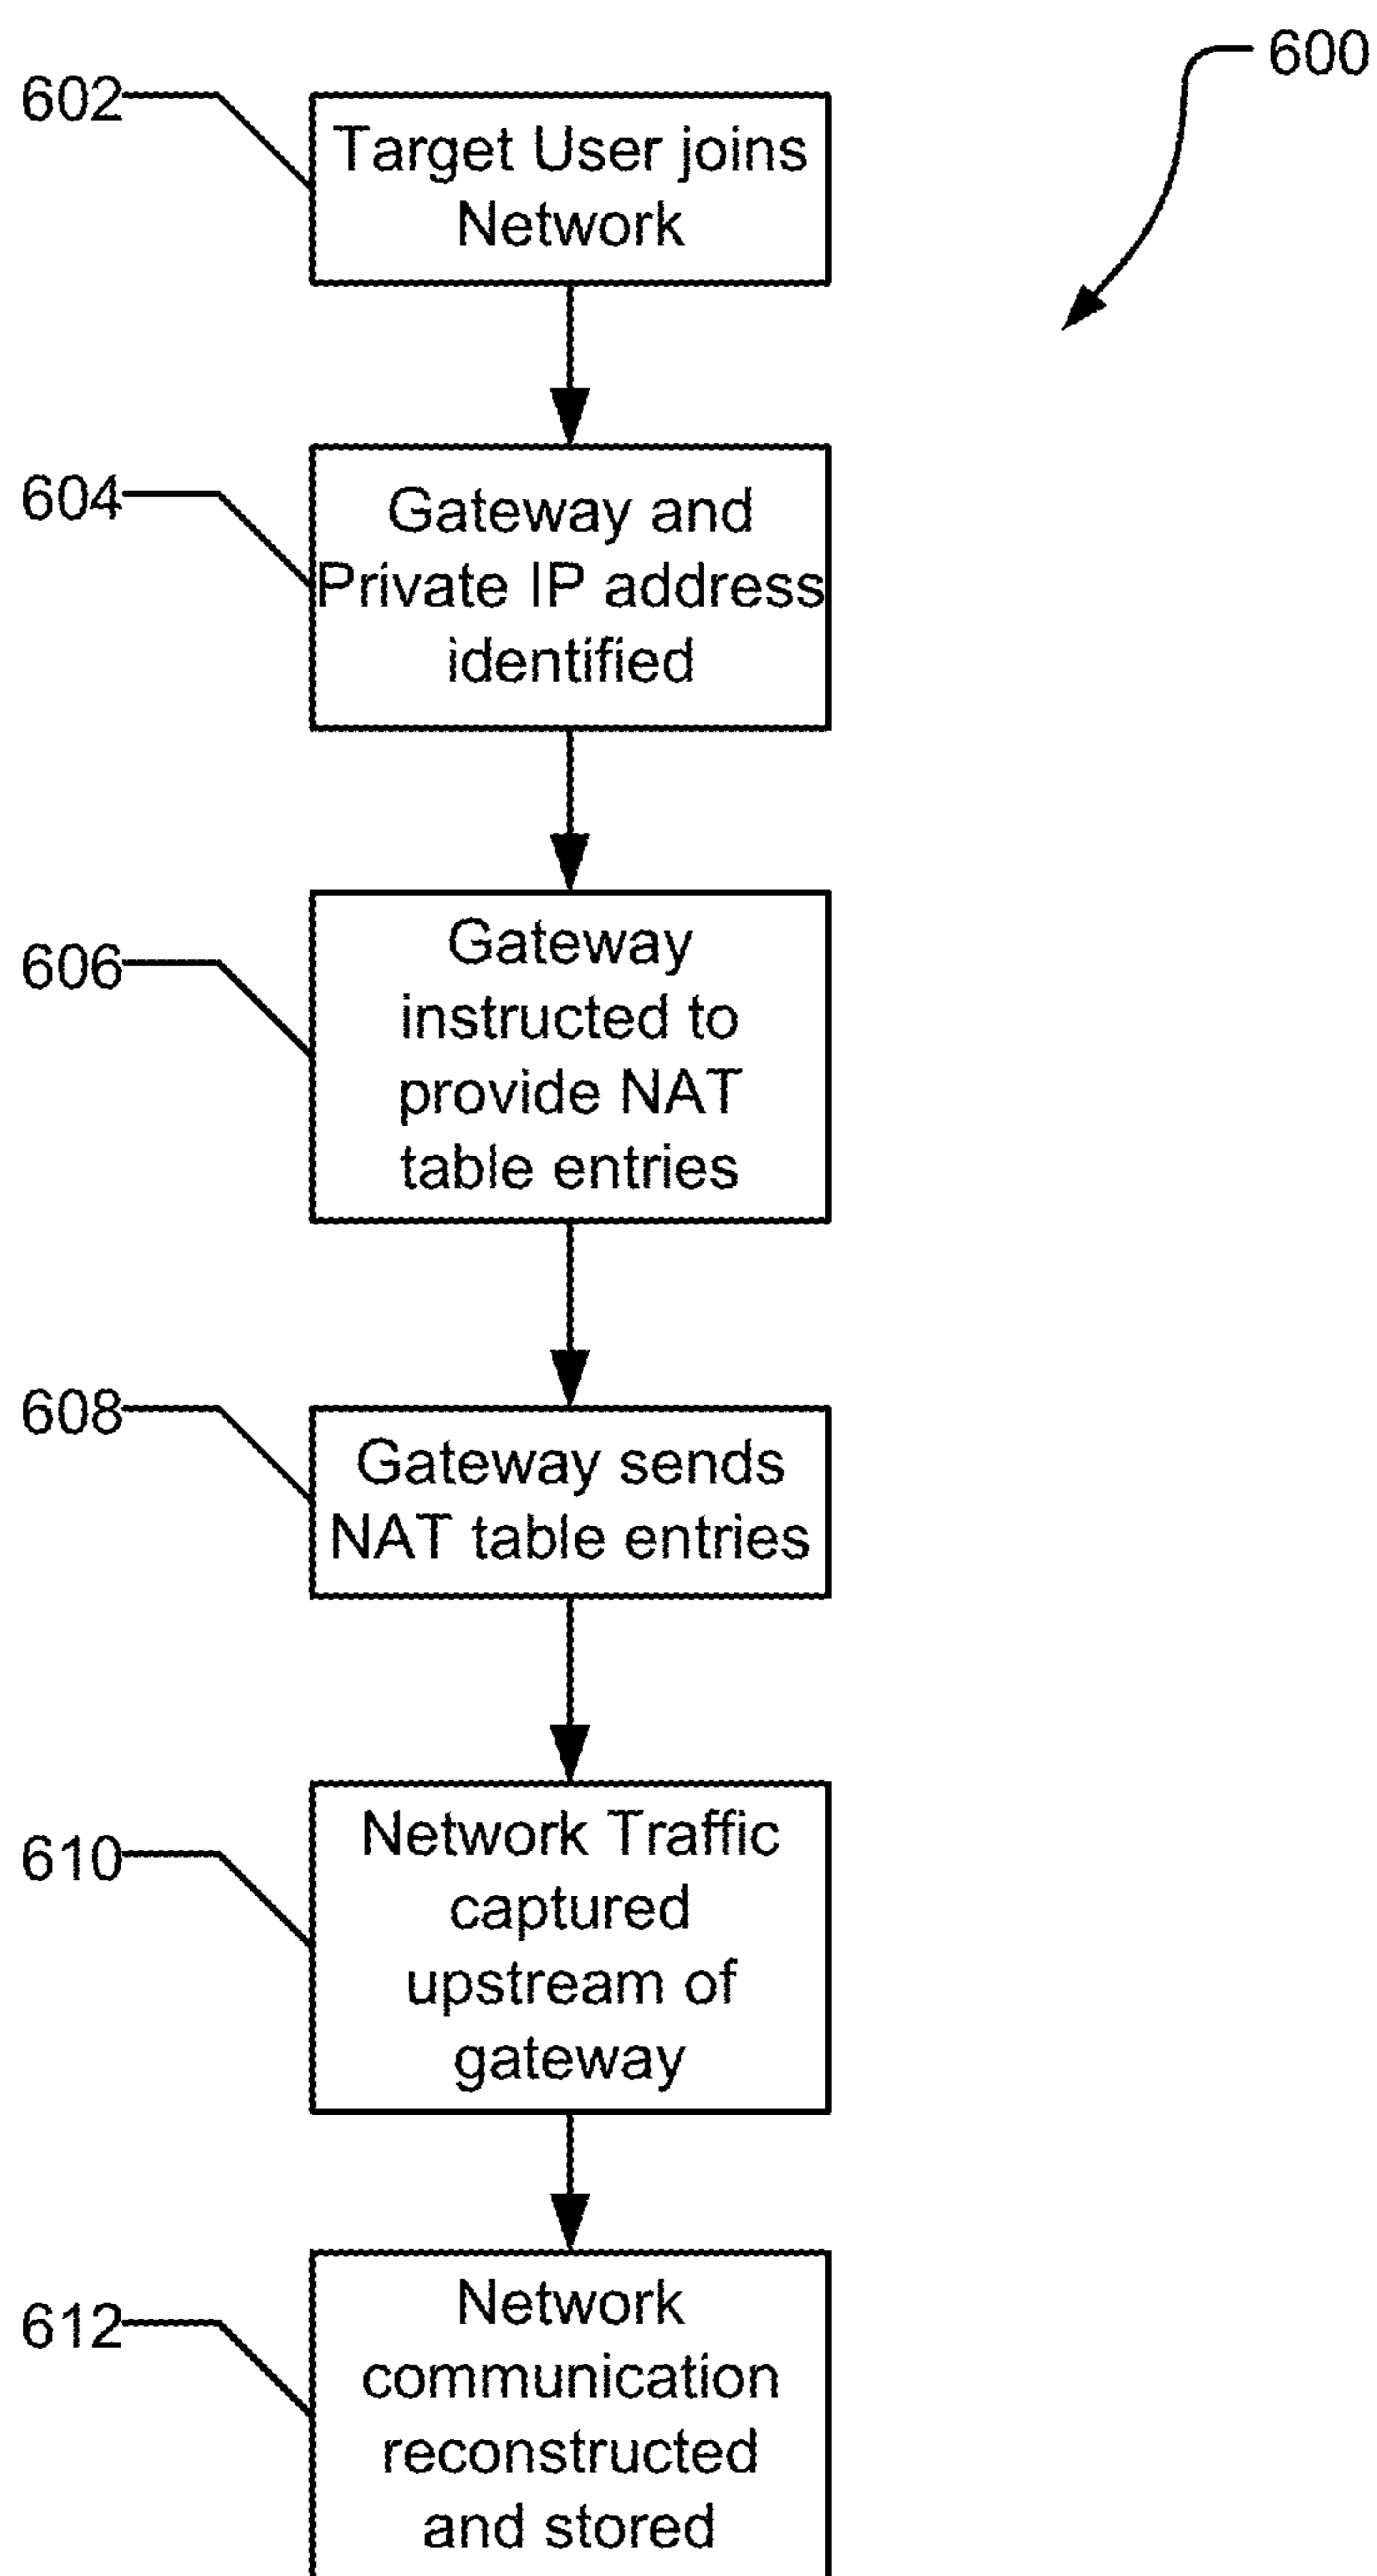 600
602
Target User joins
Network
604
Gateway and
Private IP address
identified
606
Gateway
instructed to
provide NAT
table entries
608
Gateway sends
NAT table entries
610
Network Traffic
captured
upstream of
gateway
612
Network
communication
reconstructed
and stored